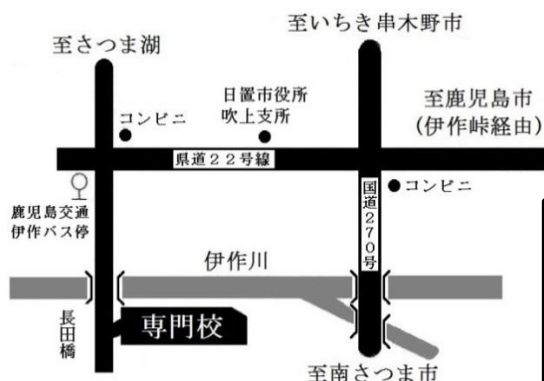 至いちき串木野市
至さつま湖
日置市役所
吹上支所
コンビニ
至鹿児島市
(伊作峠経由)
県道22号線
国道270号
コンビニ
鹿児島交通
伊作バス停
伊作川
長田橋
専門校
至南さつま市